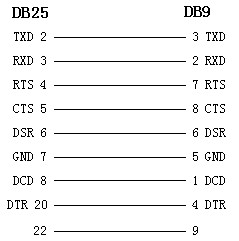 DB25 DB9
TXD 2 3 TXD
RXD 3 2 RXD
RTS 4 7 RTS
CTS 5 8 CTS
DSR 6 6 DSR
GND 7 5 GND
DCD 8 1 DCD
DTR 20 4 DTR
22 9